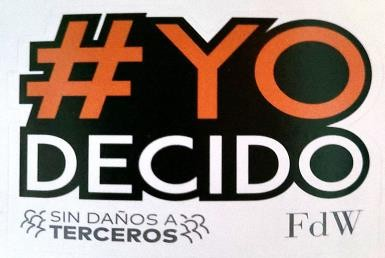 #YO
DECIDO
SIN DAÑOS A
TERCEROS
FdW